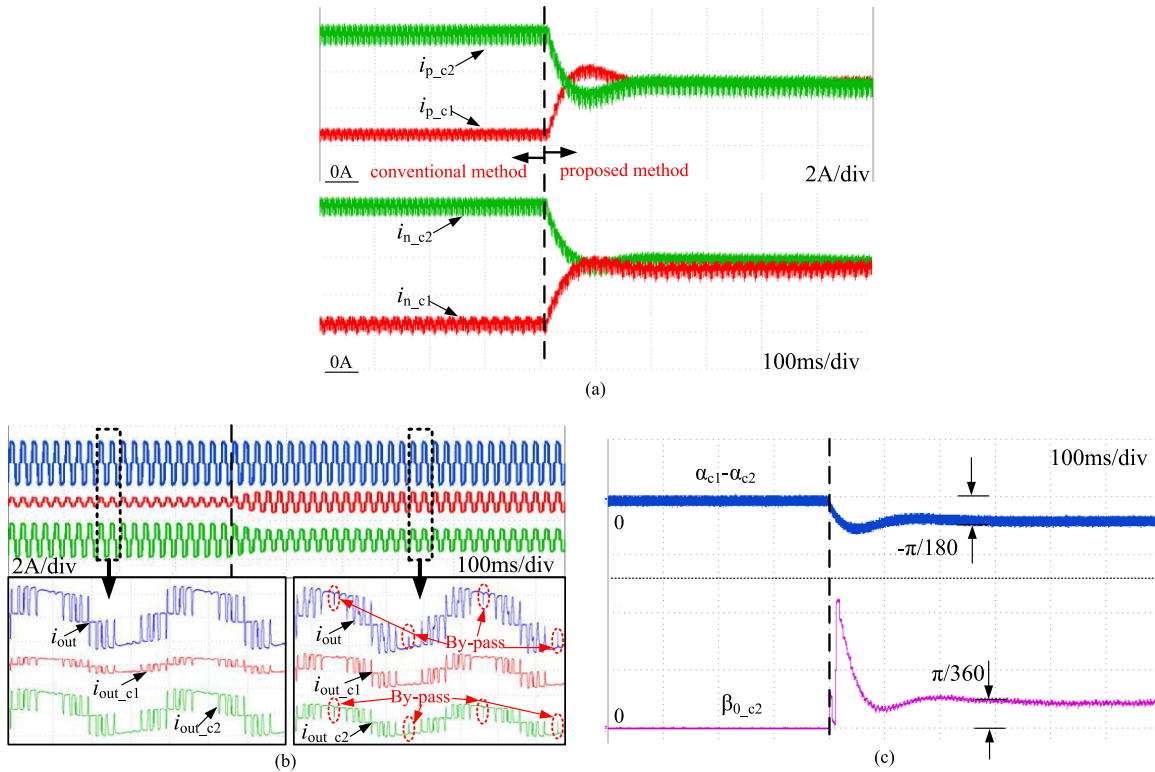 i_p_c2
i_p_c1
conventional method
proposed method
0A
2A/div
i_n_c2
i_n_c1
0A
100ms/div
(a)
2A/div
100ms/div
i_out
i_out_c1
i_out_c2
By-pass
i_out
i_out_c1
By-pass
i_out_c2
(b)
100ms/div
α_c1-α_c2
0
-π/180
π/360
0
β_0_c2
(c)